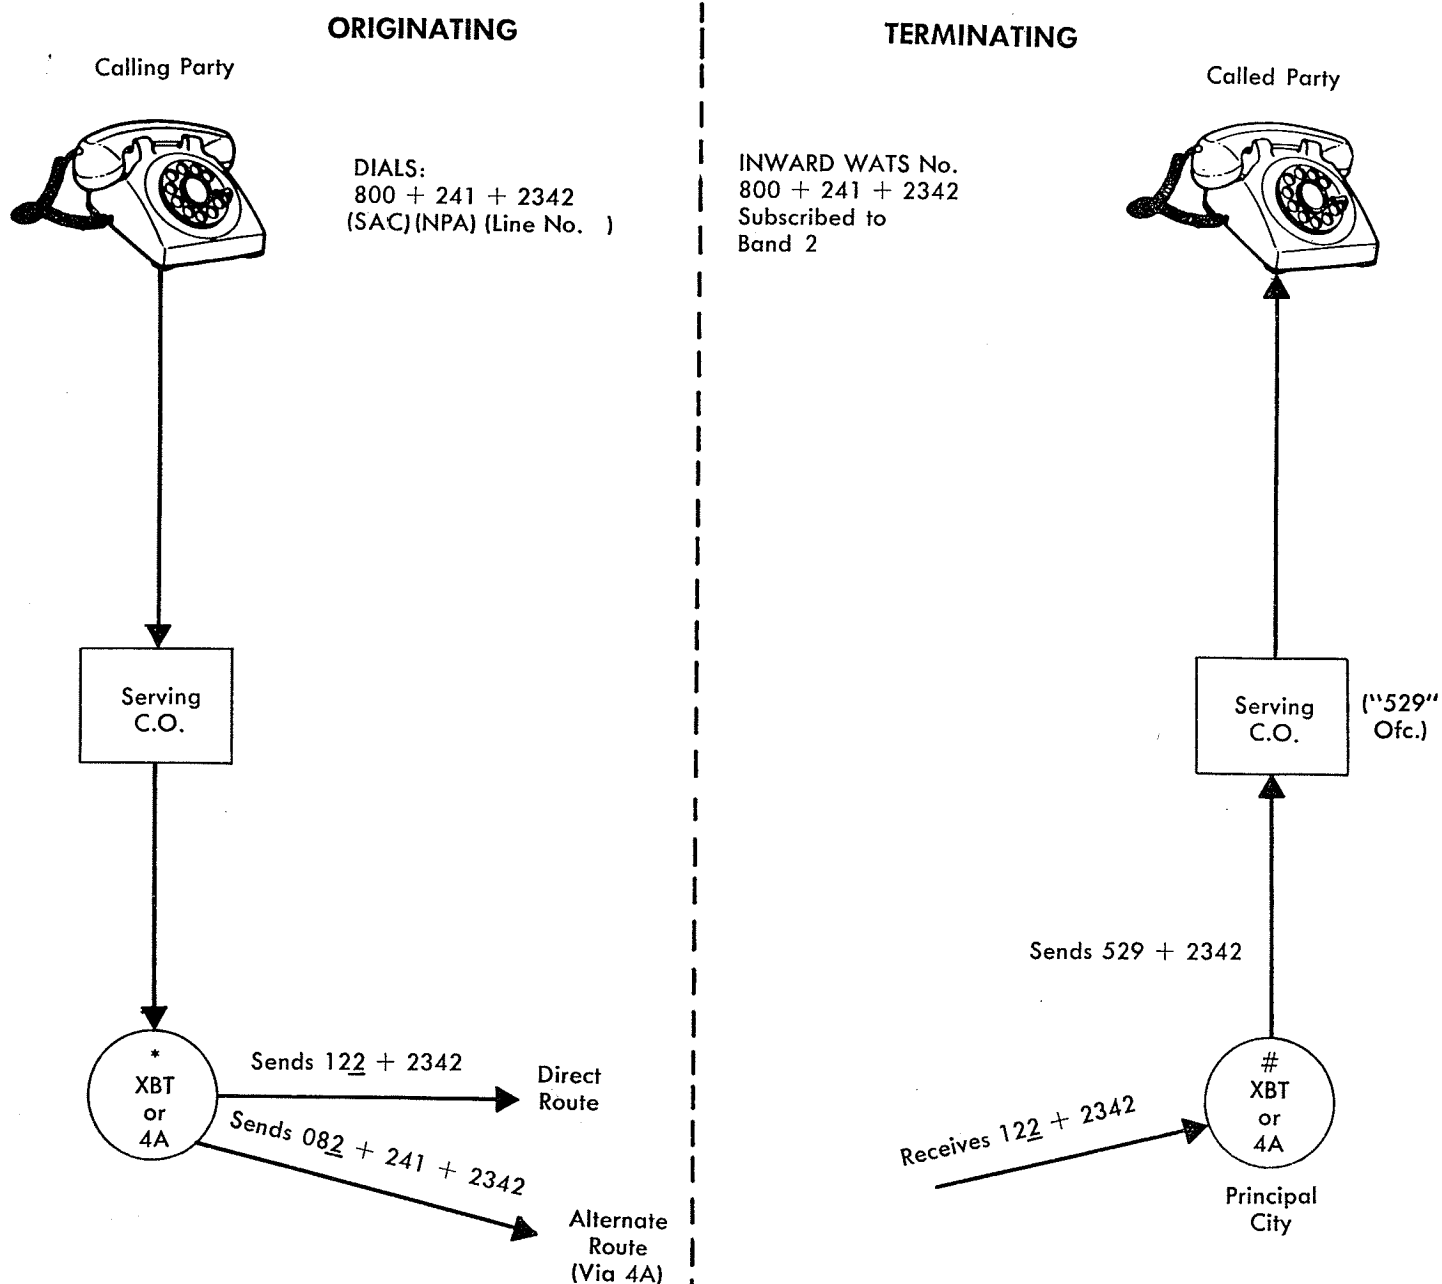 ORIGINATING
Calling Party
DIALS:
800 + 241 + 2342
(SAC) (NPA) (Line No. )
Serving
C.O.
*
XBT
or
4A
Sends 122 + 2342
Direct
Route
Sends 082 + 241 + 2342
Alternate
Route
(Via 4A)
TERMINATING
Called Party
INWARD WATS No.
800 + 241 + 2342
Subscribed to
Band 2
Serving
C.O.
("529"
Ofc.)
Sends 529 + 2342
#
XBT
or
4A
Receives 122 + 2342
Principal
City